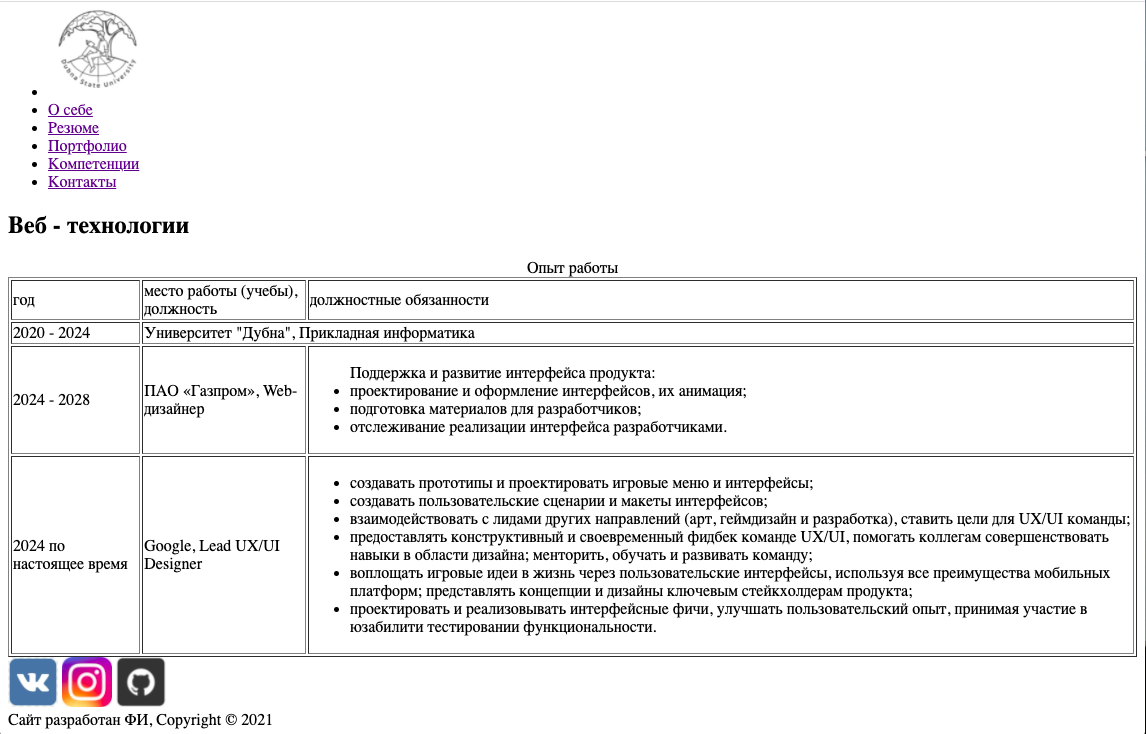 Dubna State University
О себе
Резюме
Портфолио
Компетенции
Контакты
Веб - технологии
Опыт работы
год
место работы (учебы),
должность
должностные обязанности
2020 - 2024
Университет "Дубна", Прикладная информатика
2024 - 2028
ПАО «Газпром», Web-
дизайнер
Поддержка и развитие интерфейса продукта:
проектирование и оформление интерфейсов, их анимация;
подготовка материалов для разработчиков;
отслеживание реализации интерфейса разработчиками.
2024 по
настоящее время
Google, Lead UX/UI
Designer
создавать прототипы и проектировать игровые меню и интерфейсы;
создавать пользовательские сценарии и макеты интерфейсов;
взаимодействовать с лидами других направлений (арт, геймдизайн и разработка), ставить цели для UX/UI команды;
предоставлять конструктивный и своевременный фидбек команде UX/UI, помогать коллегам совершенствовать
навыки в области дизайна; менторить, обучать и развивать команду;
воплощать игровые идеи в жизнь через пользовательские интерфейсы, используя все преимущества мобильных
платформ; представлять концепции и дизайны ключевым стейкхолдерам продукта;
проектировать и реализовывать интерфейсные фичи, улучшать пользовательский опыт, принимая участие в
юзабилити тестировании функциональности.
Сайт разработан ФИ, Copyright © 2021